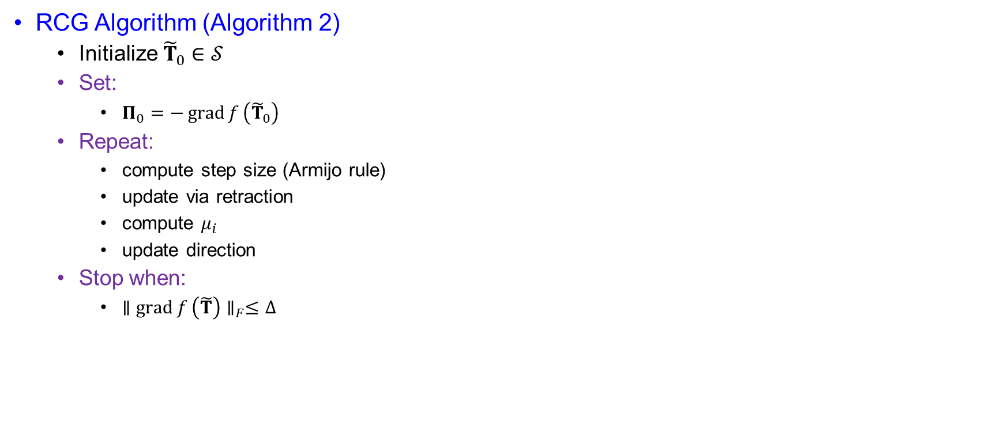 • RCG Algorithm (Algorithm 2)
• Initialize T̃₀ ∈ 𝒮
• Set:
• 𝚷₀ = − grad f (T̃₀)
• Repeat:
• compute step size (Armijo rule)
• update via retraction
• compute μᵢ
• update direction
• Stop when:
• ∥ grad f (T̃) ∥_F ≤ Δ